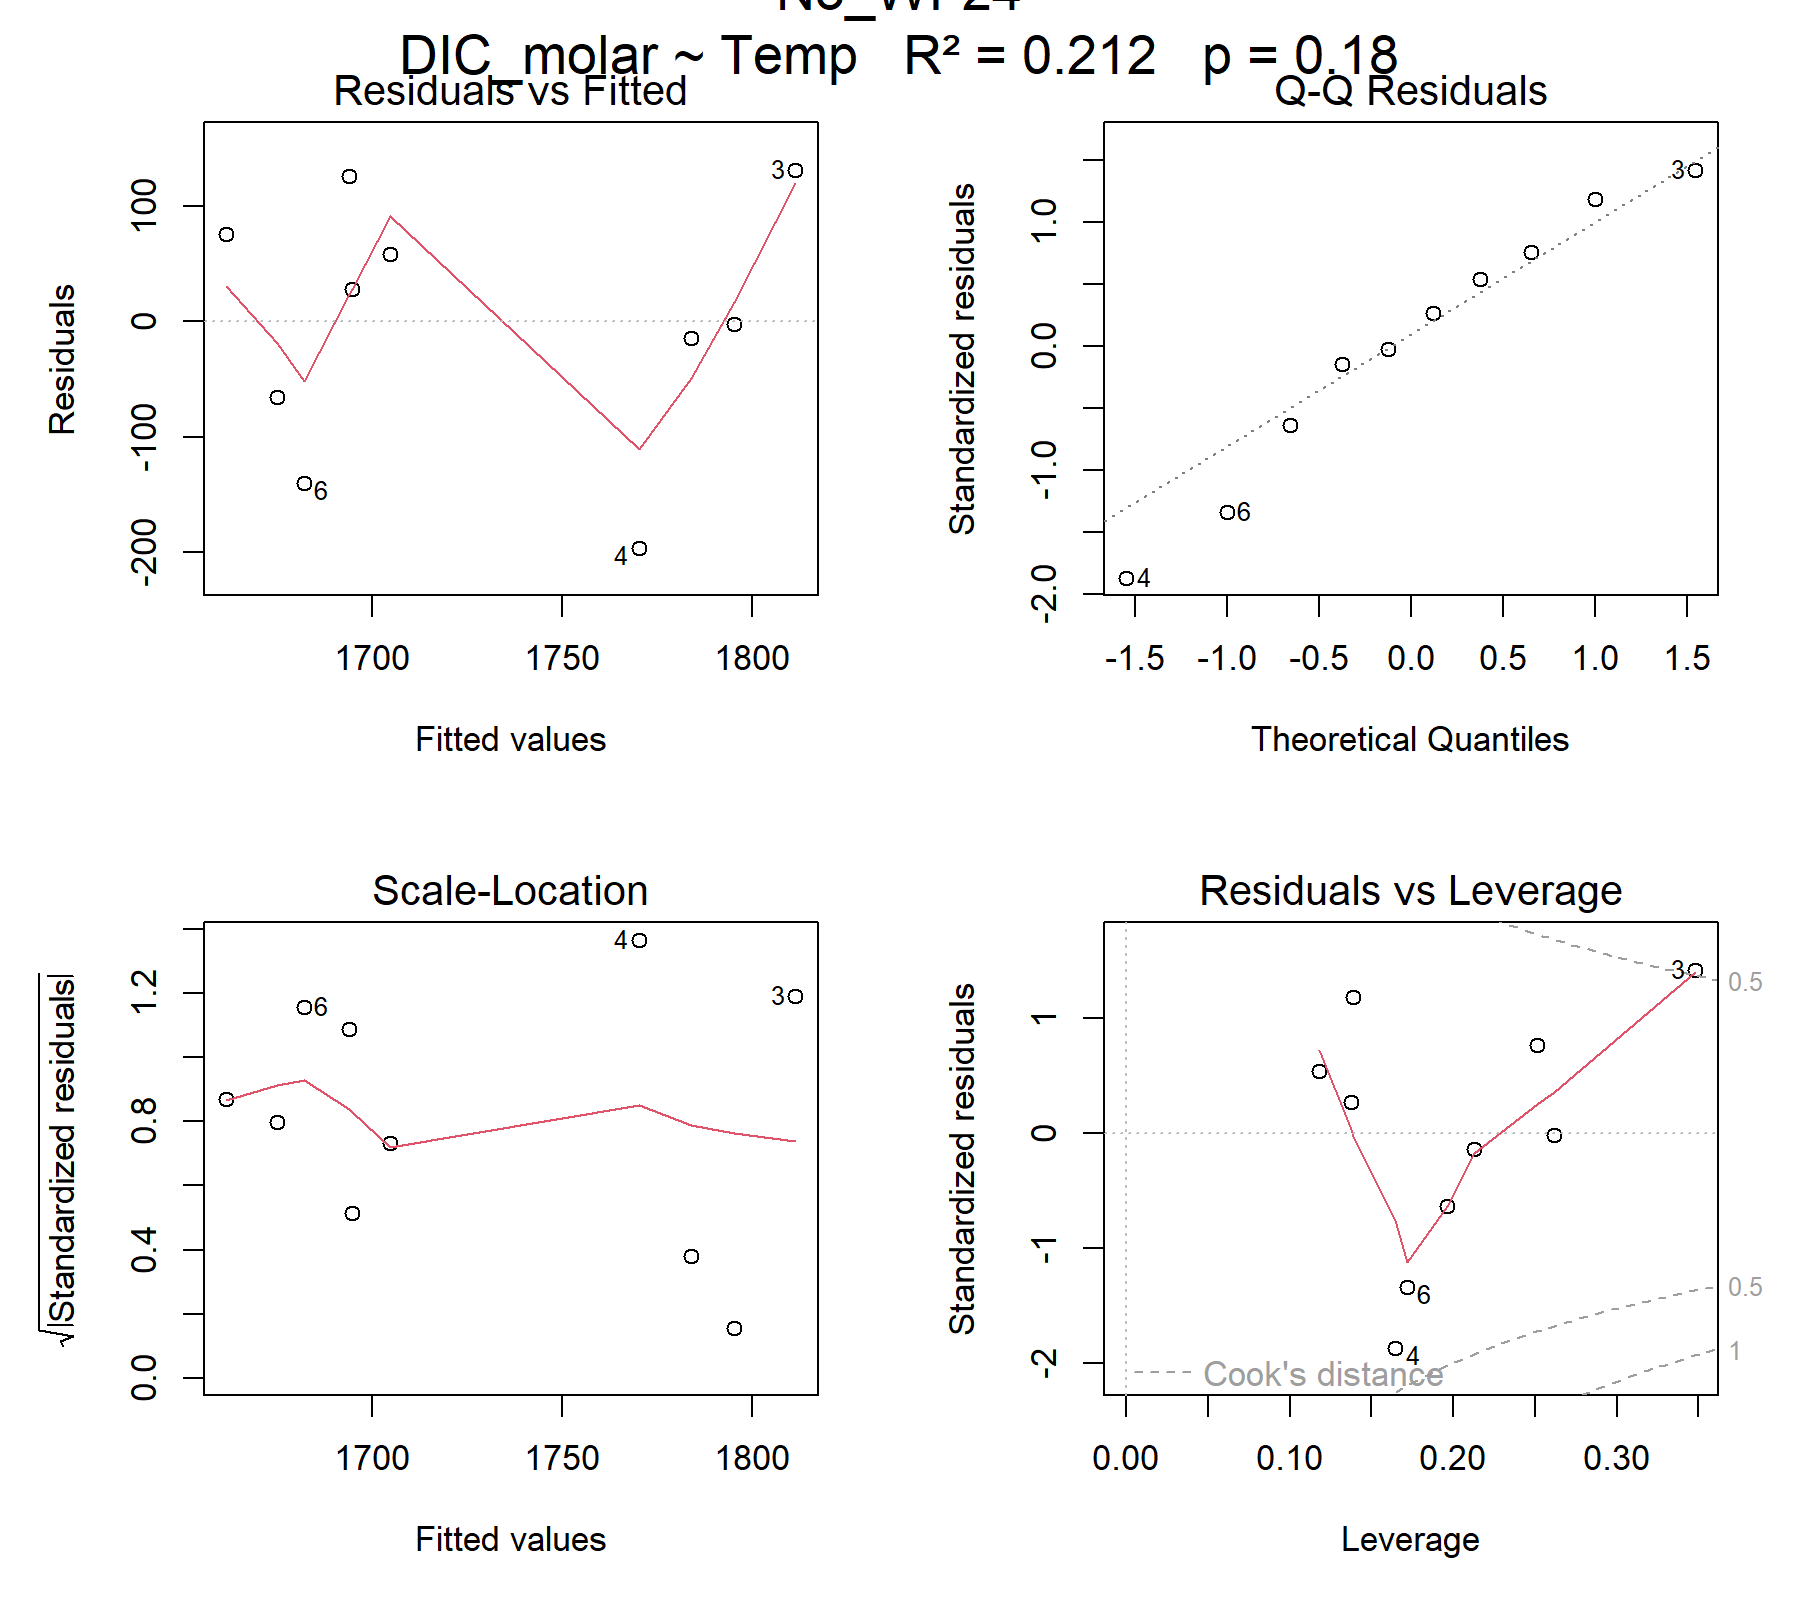 DIC_molar ~ Temp R² = 0.212 p = 0.18
Residuals vs Fitted
Residuals
-200 -100 0 100
3
6
4
1700 1750 1800
Fitted values
Q-Q Residuals
Standardized residuals
-2.0 -1.0 0.0 1.0
3
6
4
-1.5 -1.0 -0.5 0.0 0.5 1.0 1.5
Theoretical Quantiles
Scale-Location
√|Standardized residuals|
0.0 0.4 0.8 1.2
4
3
6
1700 1750 1800
Fitted values
Residuals vs Leverage
Standardized residuals
-2 -1 0 1
3
0.5
6
0.5
4
1
Cook's distance
0.00 0.10 0.20 0.30
Leverage